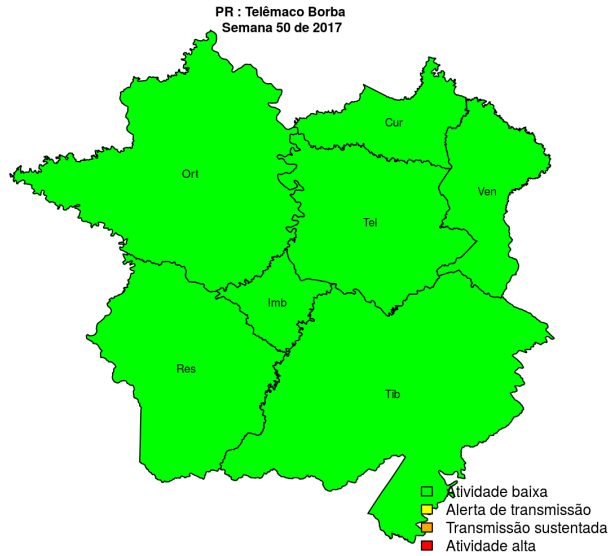 PR : Telêmaco Borba
Semana 50 de 2017
Cur
Ort
Ven
Tel
Imb
Res
Tib
Atividade baixa
Alerta de transmissão
Transmissão sustentada
Atividade alta